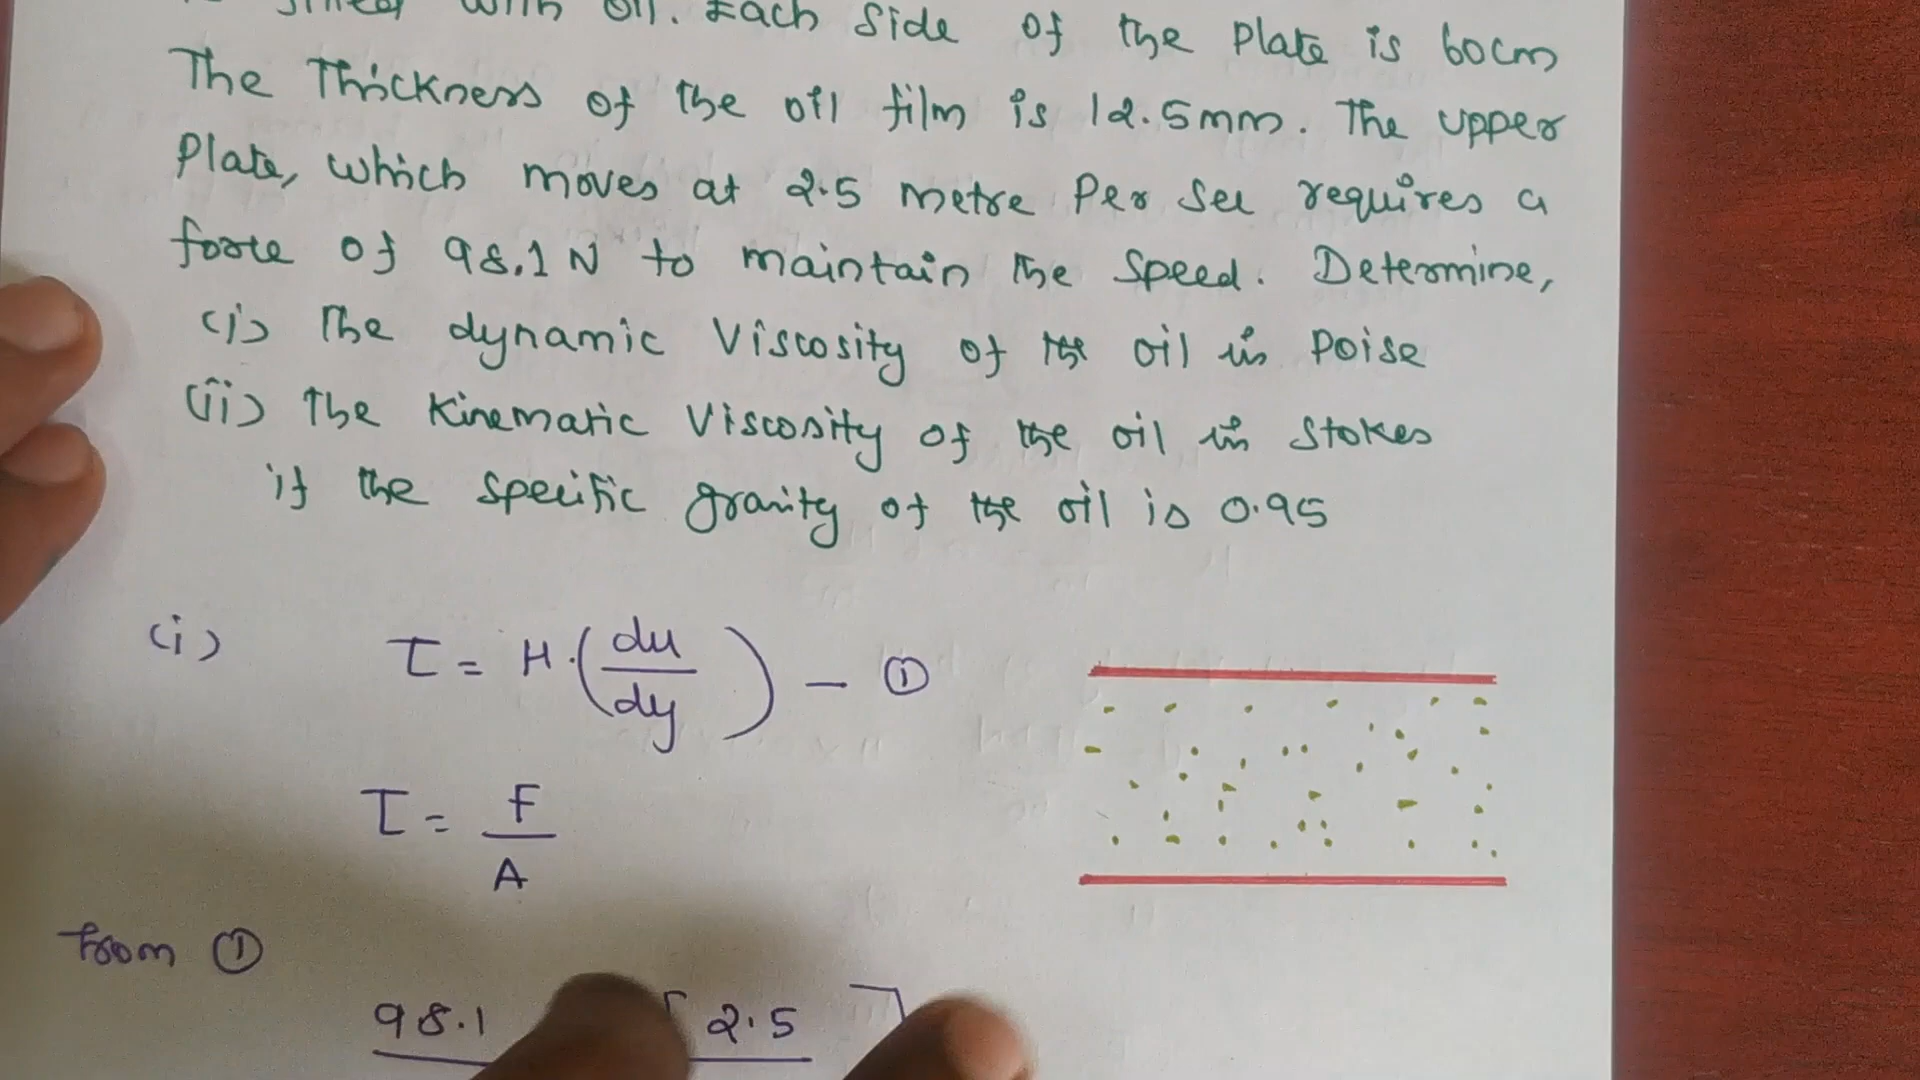 filled with oil. Each side of the plate is 60cm
The Thickness of the oil film is 12.5mm. The upper
Plate, which moves at 2.5 metre Per Sec requires a
force of 98.1 N to maintain the speed. Determine,
(i) The dynamic Viscosity of the oil in Poise
(ii) The Kinematic Viscosity of the oil in Stokes
if the specific gravity of the oil is 0.95
(i) τ = μ.(du/dy) - ①
τ = F/A
from ①
98.1 [2.5]